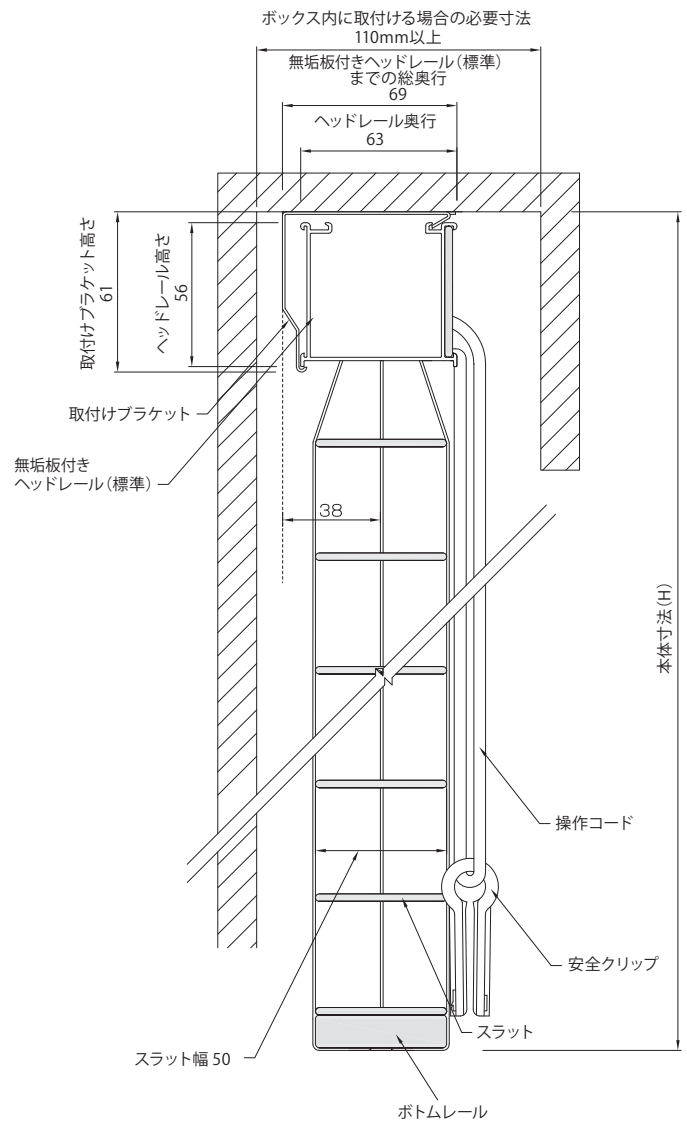 ボックス内に取付ける場合の必要寸法
110mm以上
無垢板付きヘッドレール（標準）
までの総奥行
69
ヘッドレール奥行
63
取付けブラケット高さ
61
ヘッドレール高さ
56
取付けブラケット
無垢板付き
ヘッドレール（標準）
38
本体寸法（H）
操作コード
安全クリップ
スラット
スラット幅 50
ボトムレール